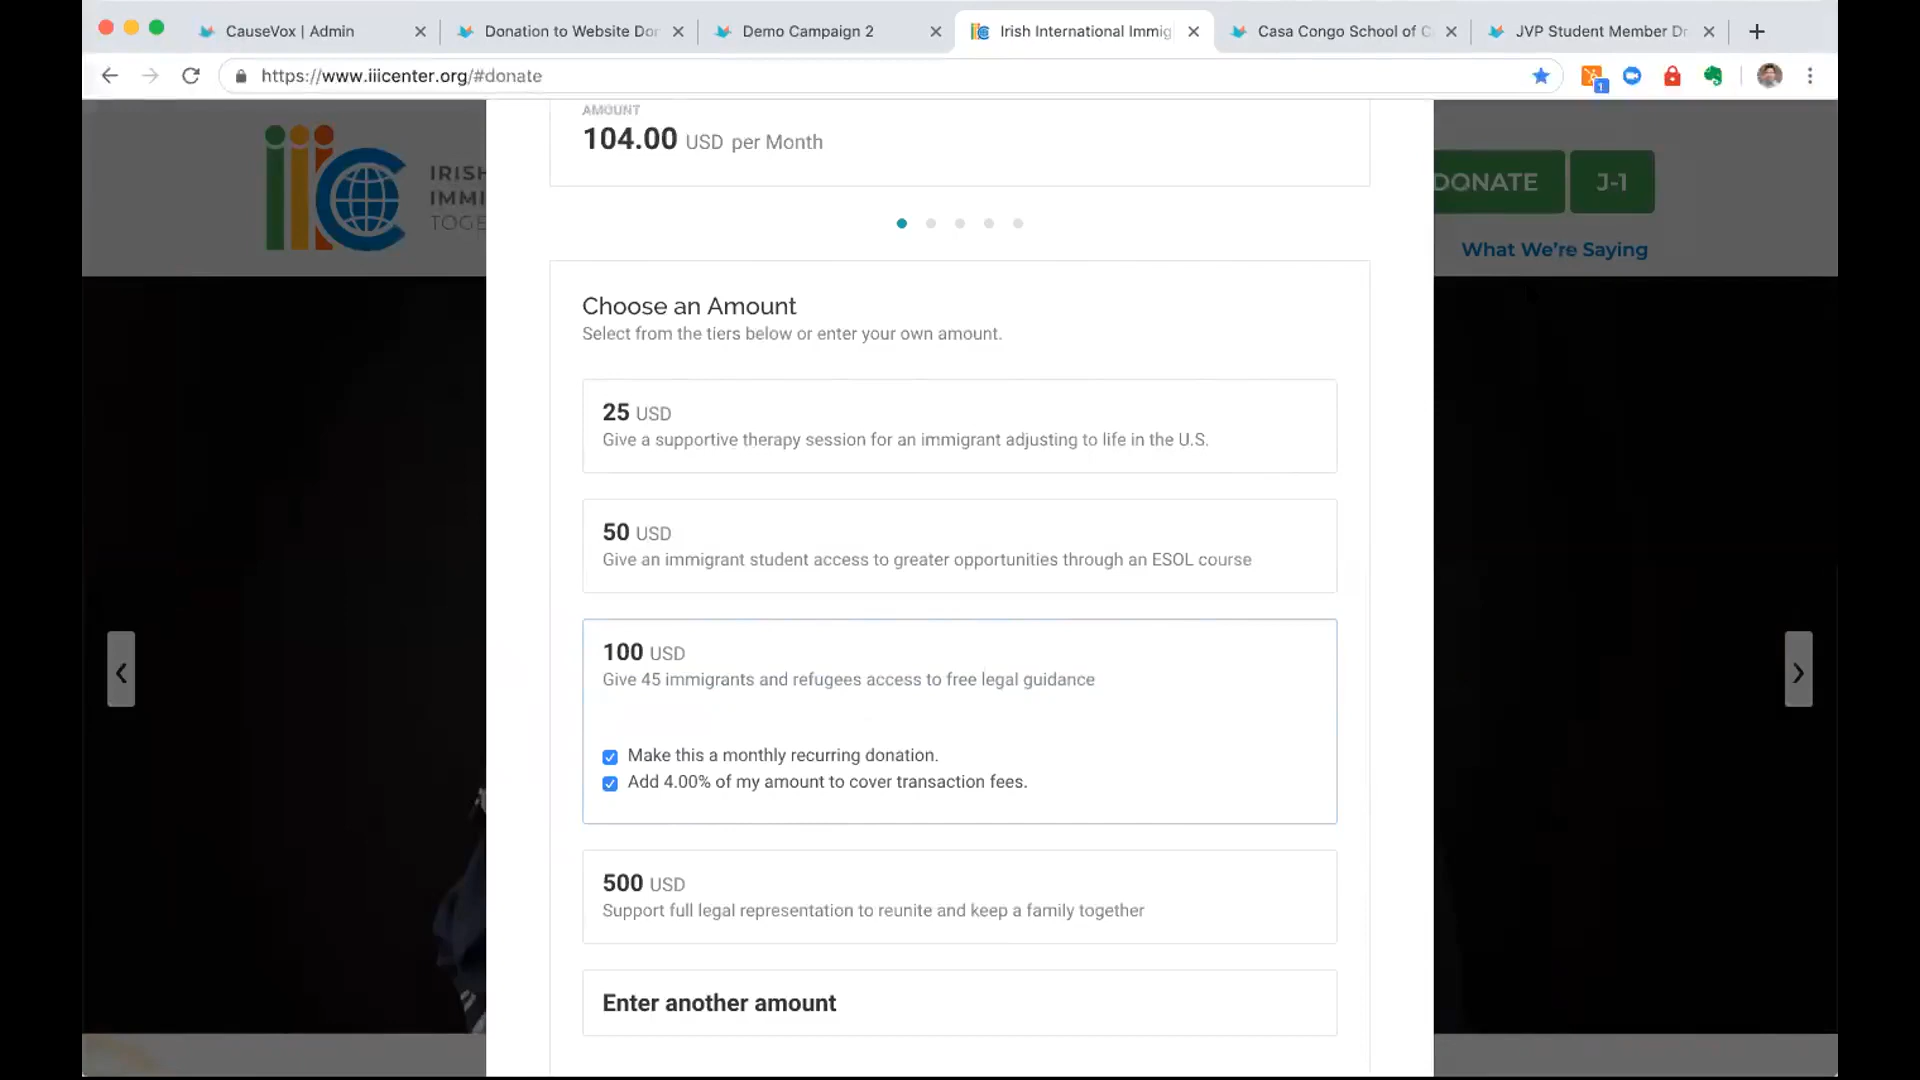 CauseVox | Admin
Donation to Website Do
Demo Campaign 2
Irish International Immig
Casa Congo School of C
JVP Student Member Dr
https://www.iiicenter.org/#donate
1
iiic
IRISH
IMMI
TOGE
DONATE
J-1
What We're Saying
AMOUNT
104.00 USD per Month
Choose an Amount
Select from the tiers below or enter your own amount.
25 USD
Give a supportive therapy session for an immigrant adjusting to life in the U.S.
50 USD
Give an immigrant student access to greater opportunities through an ESOL course
100 USD
Give 45 immigrants and refugees access to free legal guidance
Make this a monthly recurring donation.
Add 4.00% of my amount to cover transaction fees.
500 USD
Support full legal representation to reunite and keep a family together
Enter another amount